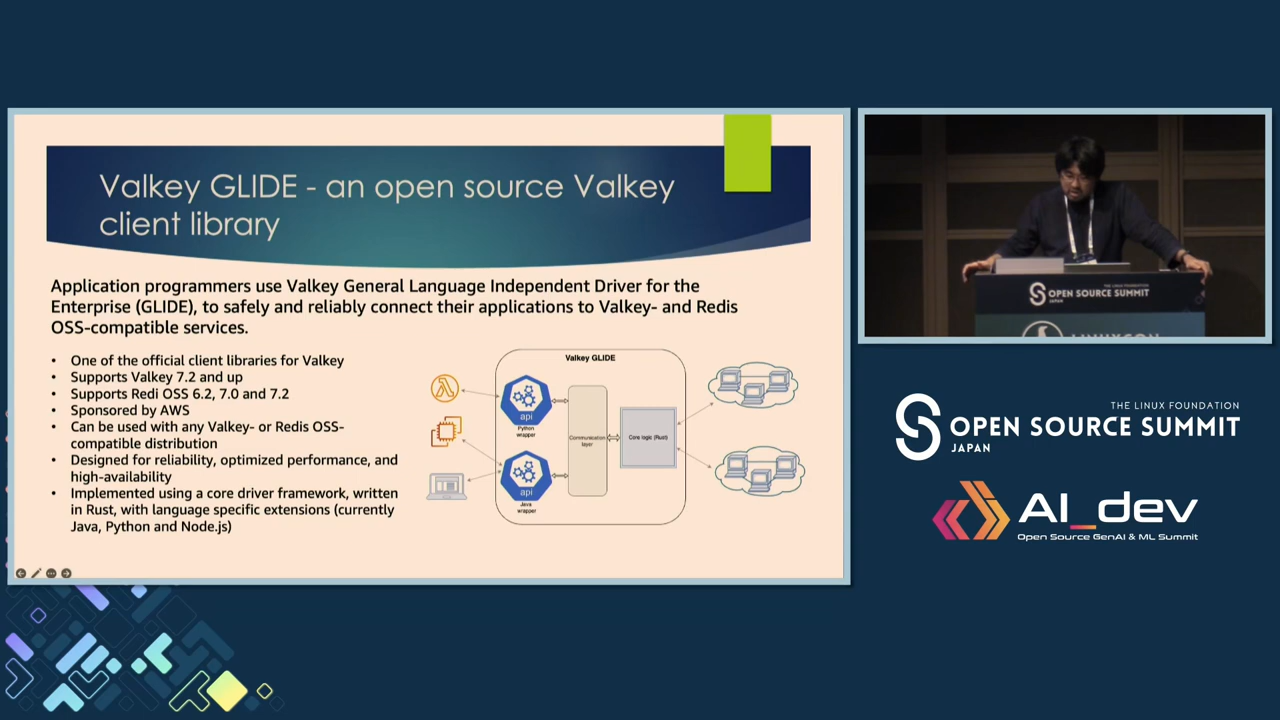 Valkey GLIDE - an open source Valkey
client library
Application programmers use Valkey General Language Independent Driver for the
Enterprise (GLIDE), to safely and reliably connect their applications to Valkey- and Redis
OSS-compatible services.
• One of the official client libraries for Valkey
• Supports Valkey 7.2 and up
• Supports Redi OSS 6.2, 7.0 and 7.2
• Sponsored by AWS
• Can be used with any Valkey- or Redis OSS-
compatible distribution
• Designed for reliability, optimized performance, and
high-availability
• Implemented using a core driver framework, written
in Rust, with language specific extensions (currently
Java, Python and Node.js)
Valkey GLIDE
api
Python
wrapper
Communication
layer
Core logic (Rust)
api
Java
wrapper
THE LINUX FOUNDATION
OPEN SOURCE SUMMIT
JAPAN
LINUXCON
THE LINUX FOUNDATION
OPEN SOURCE SUMMIT
JAPAN
AI_dev
Open Source GenAI & ML Summit